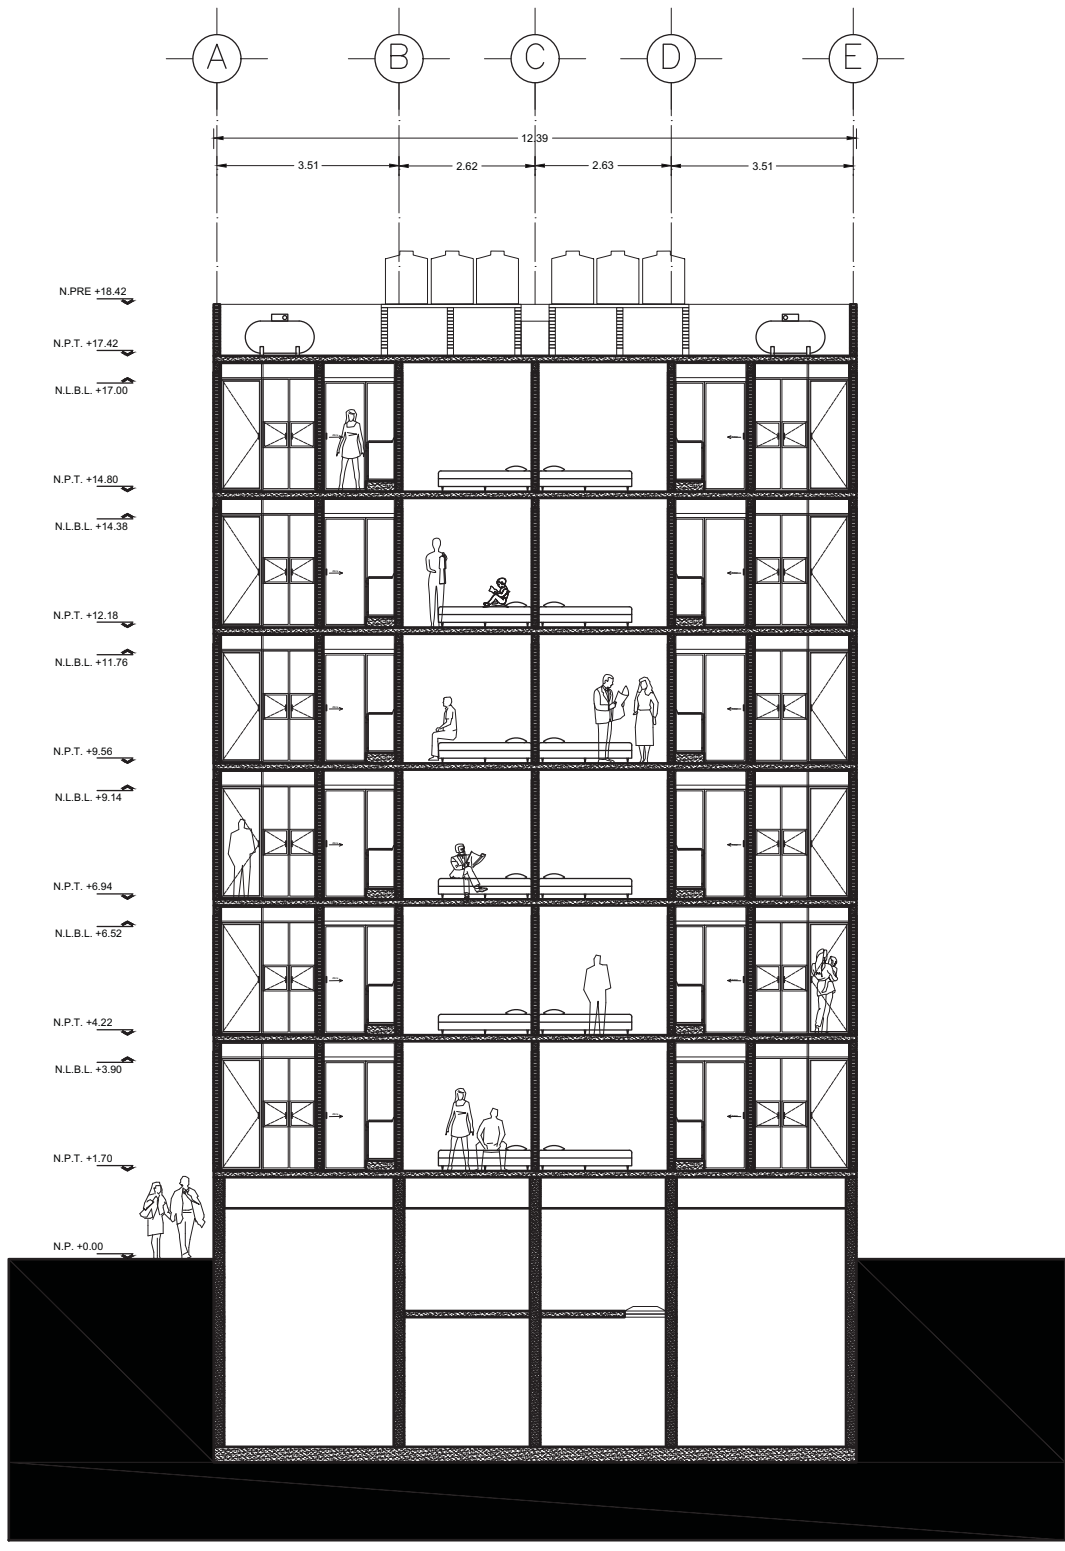 A B C D E
12.39
3.51 2.62 2.63 3.51
N.PRE +18.42
N.P.T. +17.42
N.L.B.L. +17.00
N.P.T. +14.80
N.L.B.L. +14.38
N.P.T. +12.18
N.L.B.L. +11.76
N.P.T. +9.56
N.L.B.L. +9.14
N.P.T. +6.94
N.L.B.L. +6.52
N.P.T. +4.22
N.L.B.L. +3.90
N.P.T. +1.70
N.P. +0.00